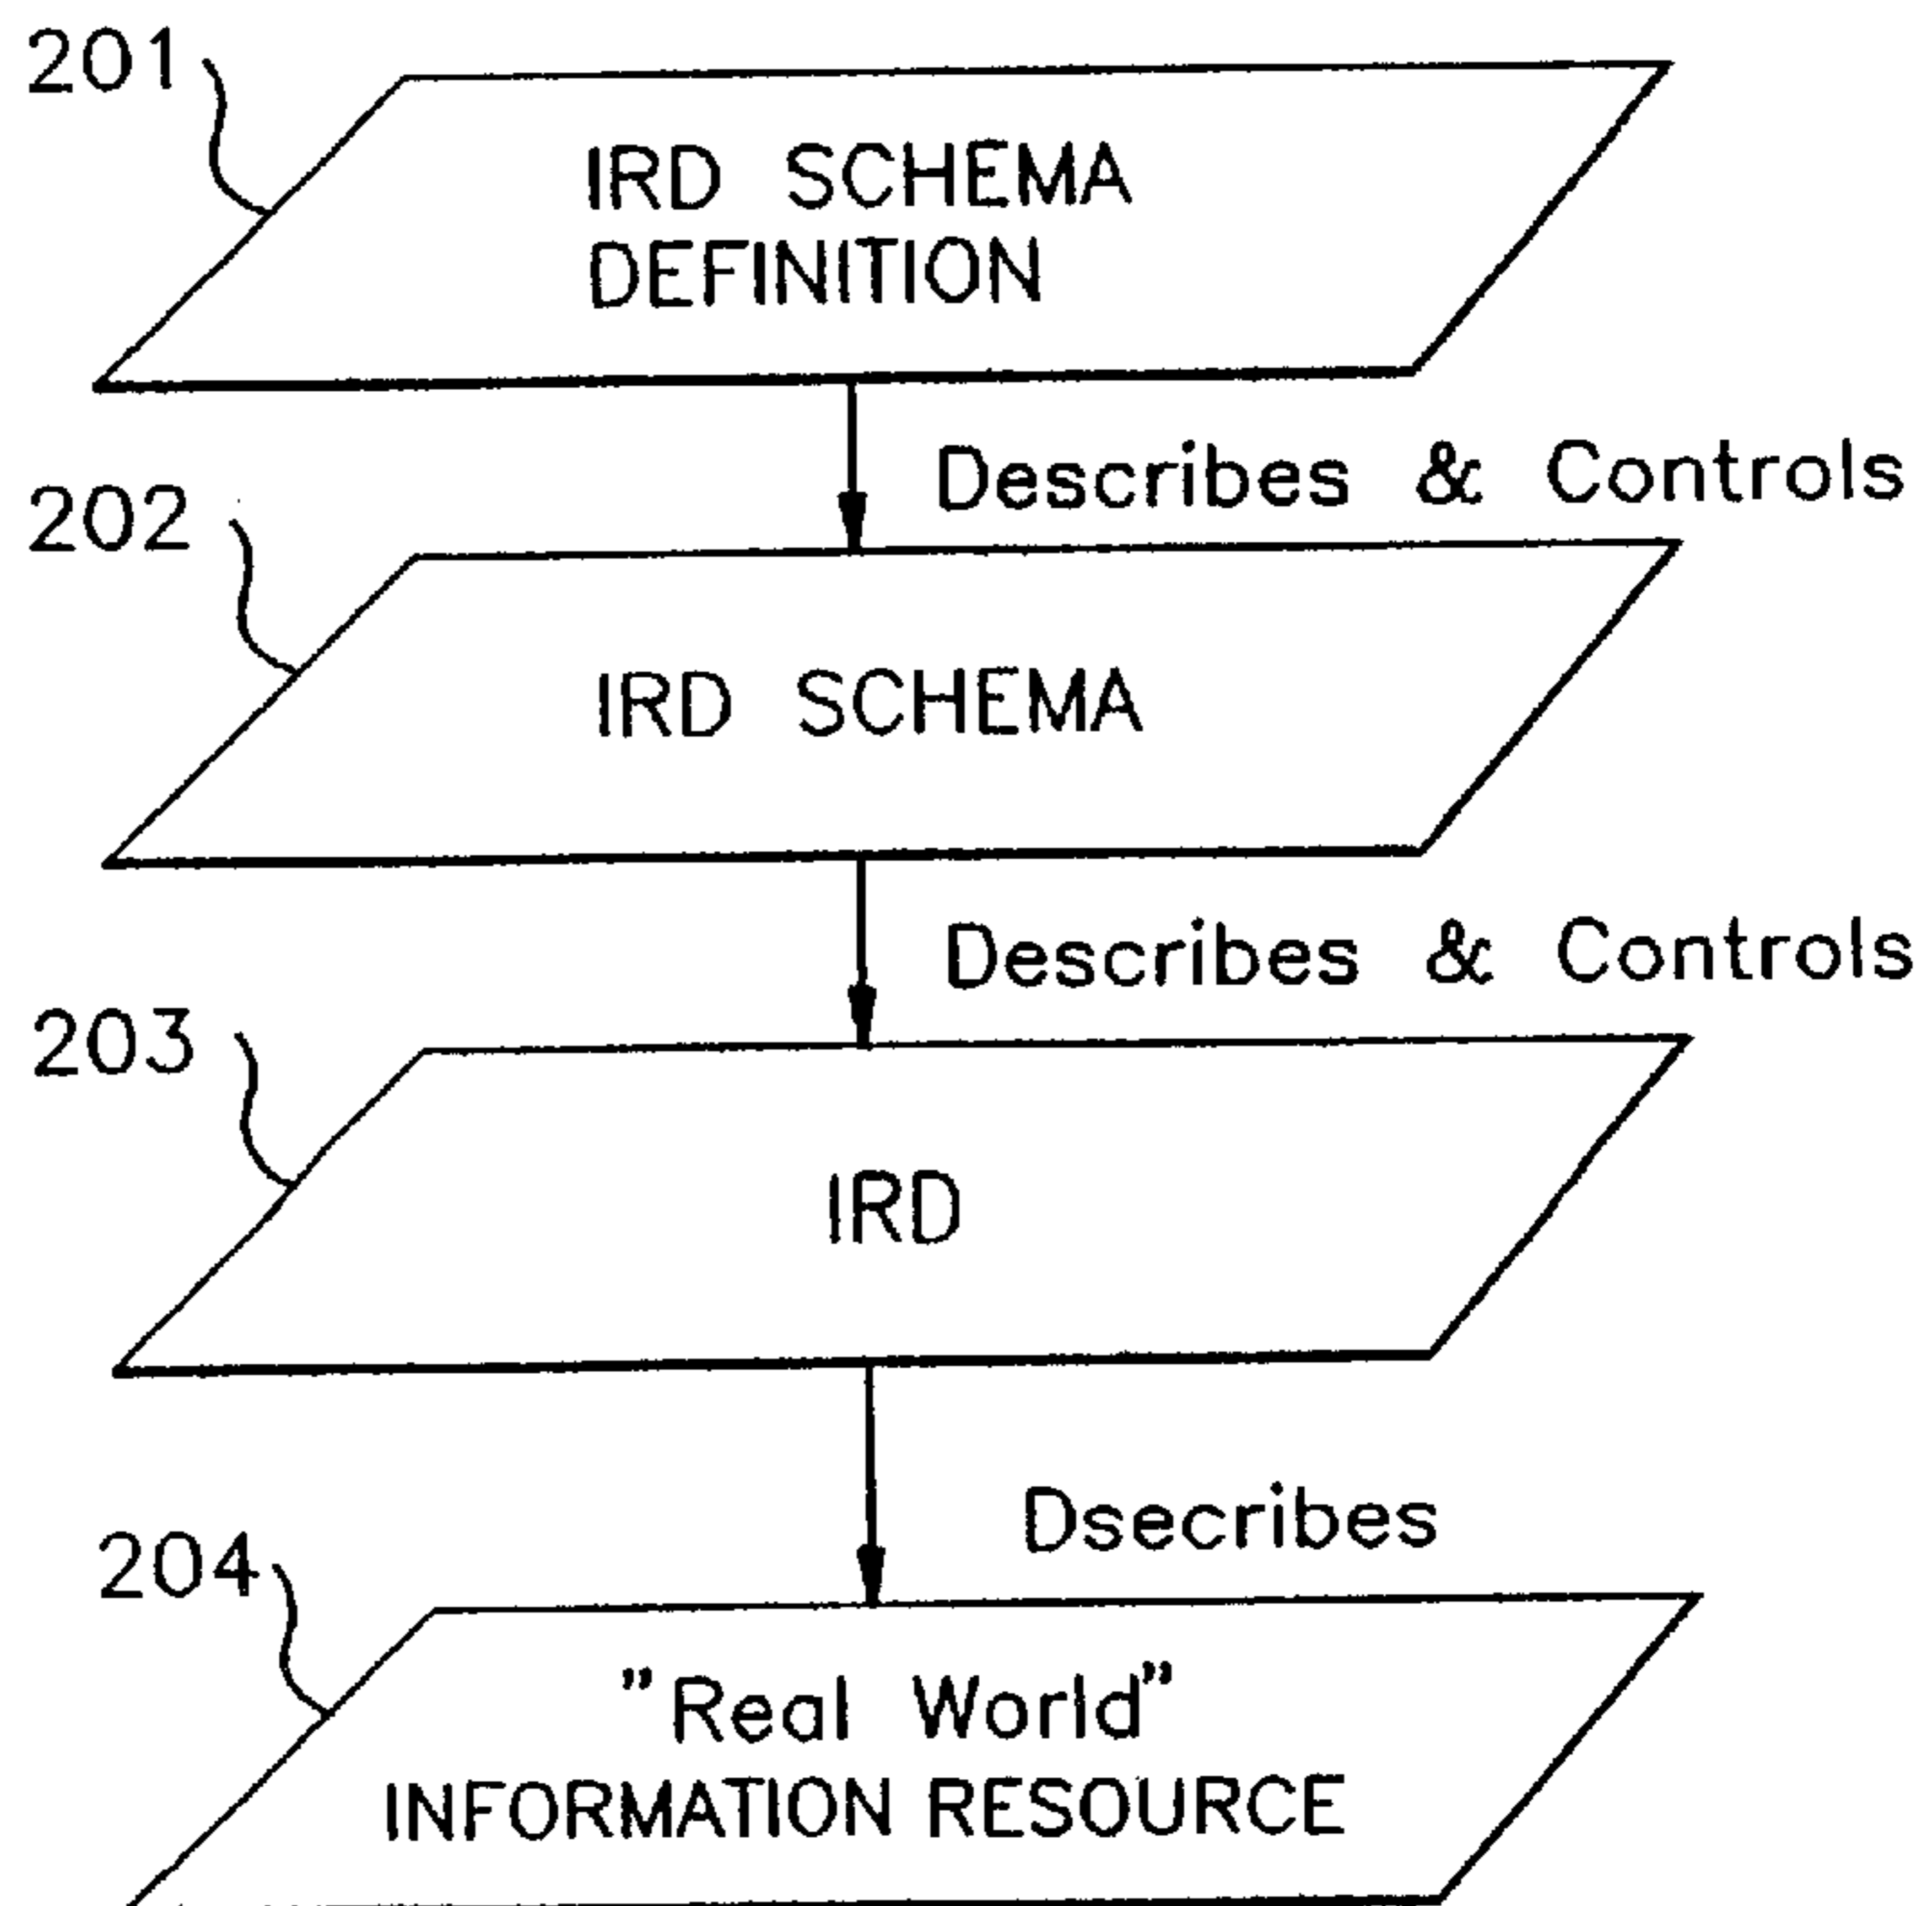 201
IRD SCHEMA
DEFINITION
Describes & Controls
202
IRD SCHEMA
Describes & Controls
203
IRD
Dsecribes
204
"Real World"
INFORMATION RESOURCE